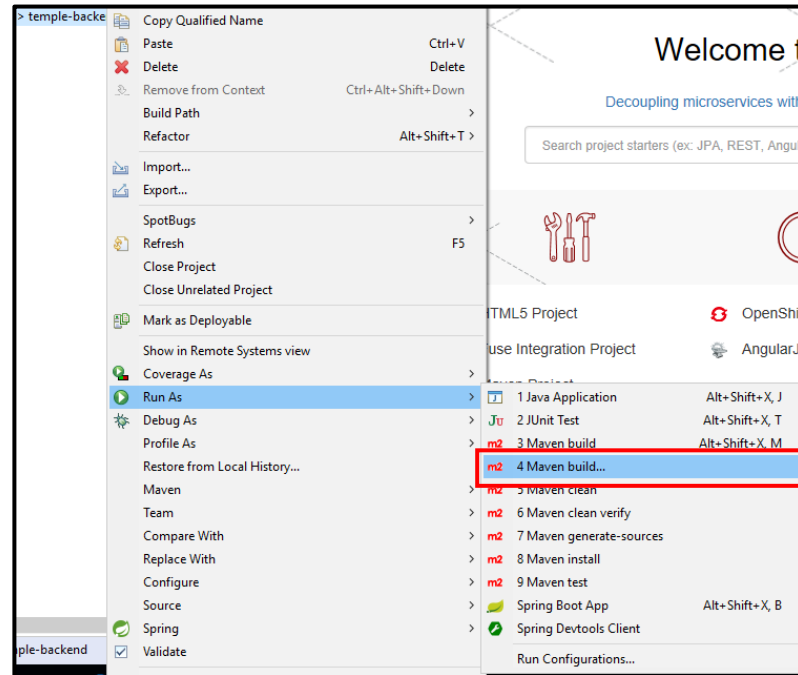 > temple-backe
Copy Qualified Name
Paste Ctrl+V
Delete Delete
Remove from Context Ctrl+Alt+Shift+Down
Build Path >
Refactor Alt+Shift+T >
Import...
Export...
SpotBugs >
Refresh F5
Close Project
Close Unrelated Project
Mark as Deployable
Show in Remote Systems view
Coverage As >
Run As >
Debug As >
Profile As >
Restore from Local History...
Maven >
Team >
Compare With >
Replace With >
Configure >
Source >
Spring >
Validate
ple-backend
Welcome t
Decoupling microservices with
Search project starters (ex: JPA, REST, Angul
HTML5 Project
OpenShi
use Integration Project
AngularJ
J 1 Java Application Alt+Shift+X, J
Ju 2 JUnit Test Alt+Shift+X, T
m2 3 Maven build Alt+Shift+X, M
m2 4 Maven build...
m2 5 Maven clean
m2 6 Maven clean verify
m2 7 Maven generate-sources
m2 8 Maven install
m2 9 Maven test
Spring Boot App Alt+Shift+X, B
Spring Devtools Client
Run Configurations...